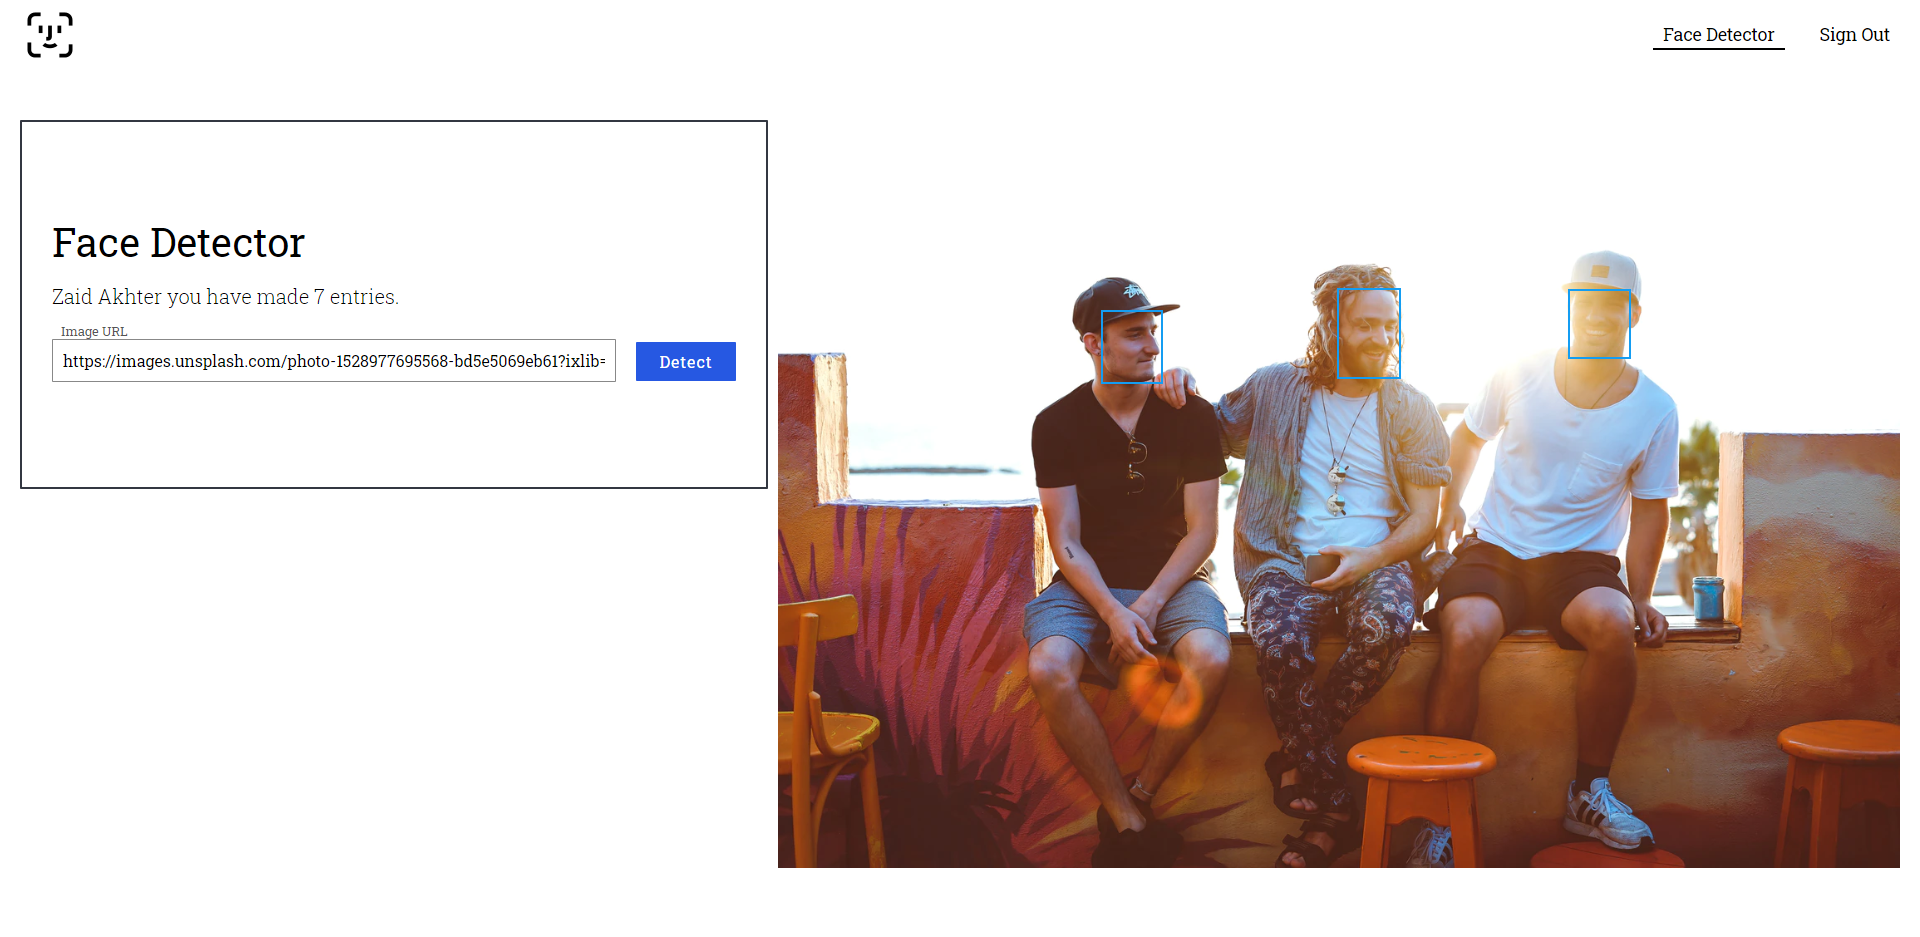 Face Detector
Sign Out
Face Detector
Zaid Akhter you have made 7 entries.
Image URL
https://images.unsplash.com/photo-1528977695568-bd5e5069eb61?ixlib=
Detect